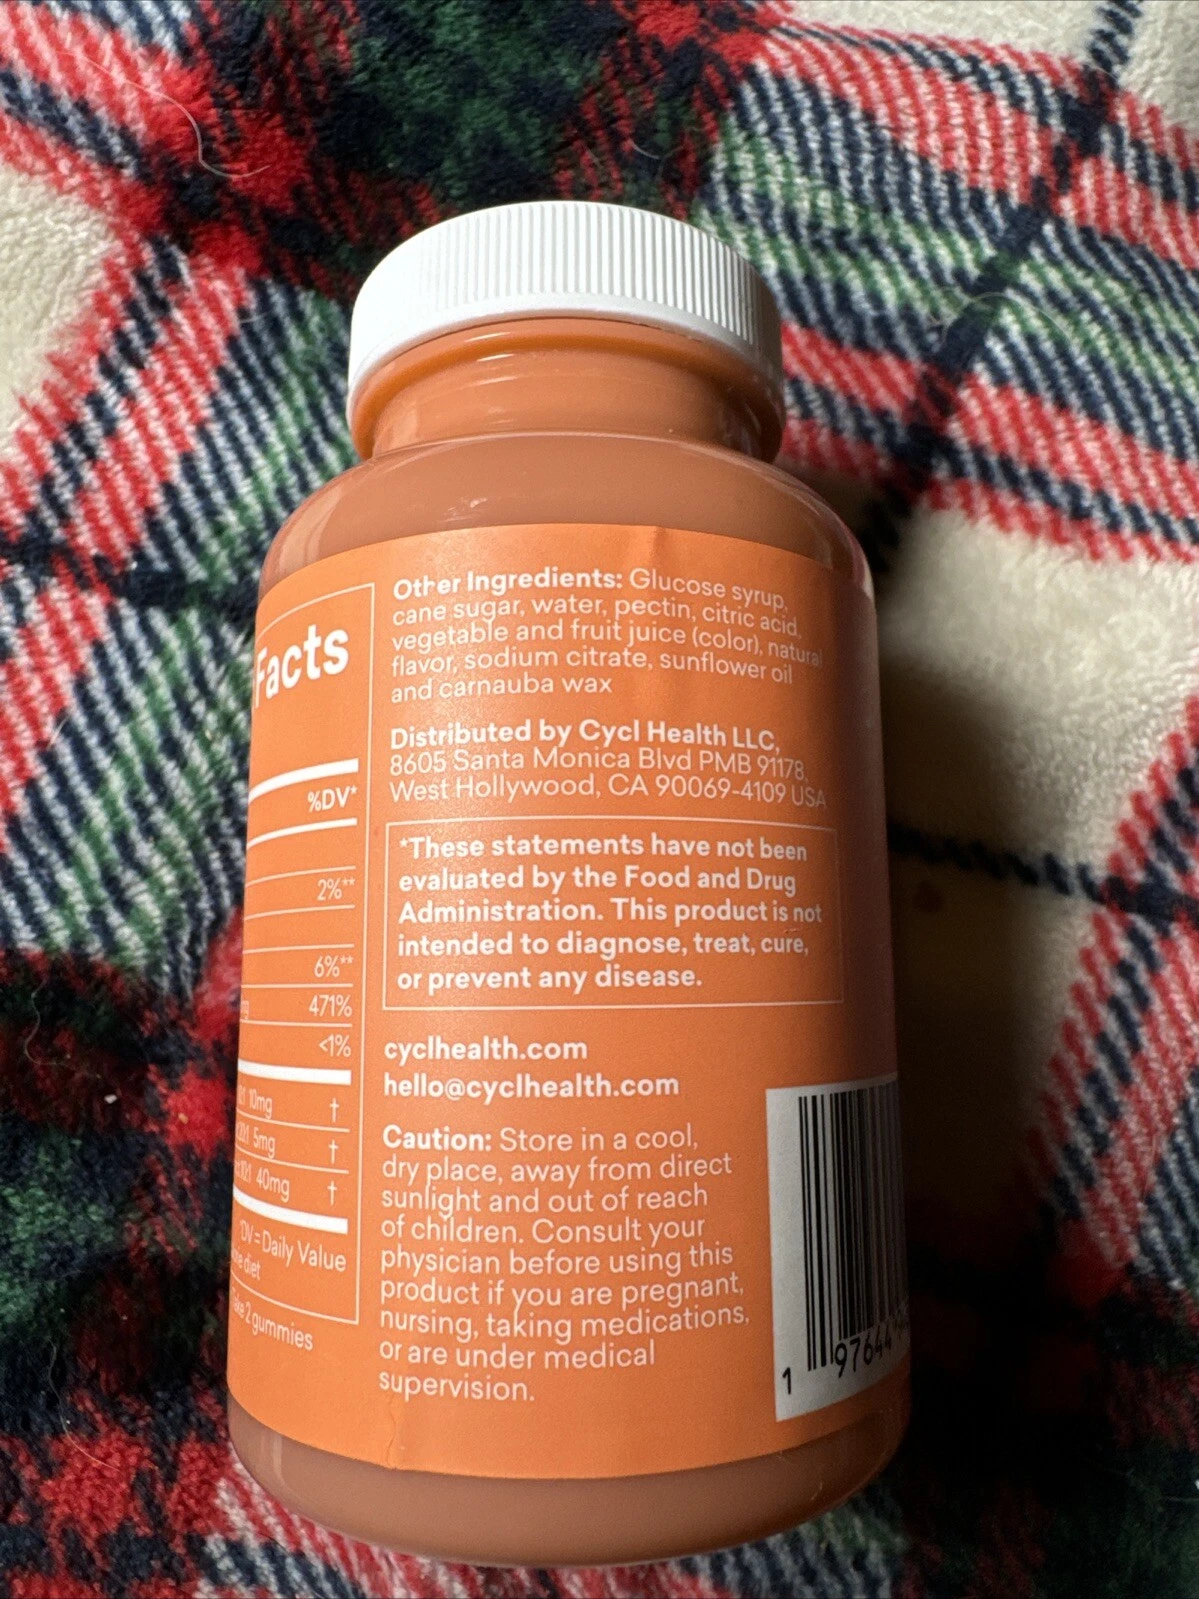 Facts
%DV*
2%**
6%**
471%
<1%
10mg †
5mg †
40mg †
*DV = Daily Value
diet
2 gummies
Other Ingredients: Glucose syrup,
cane sugar, water, pectin, citric acid,
vegetable and fruit juice (color), natural
flavor, sodium citrate, sunflower oil
and carnauba wax
Distributed by Cycl Health LLC,
8605 Santa Monica Blvd PMB 91178,
West Hollywood, CA 90069-4109 USA
*These statements have not been
evaluated by the Food and Drug
Administration. This product is not
intended to diagnose, treat, cure,
or prevent any disease.
cyclhealth.com
hello@cyclhealth.com
Caution: Store in a cool,
dry place, away from direct
sunlight and out of reach
of children. Consult your
physician before using this
product if you are pregnant,
nursing, taking medications,
or are under medical
supervision.
1 97644